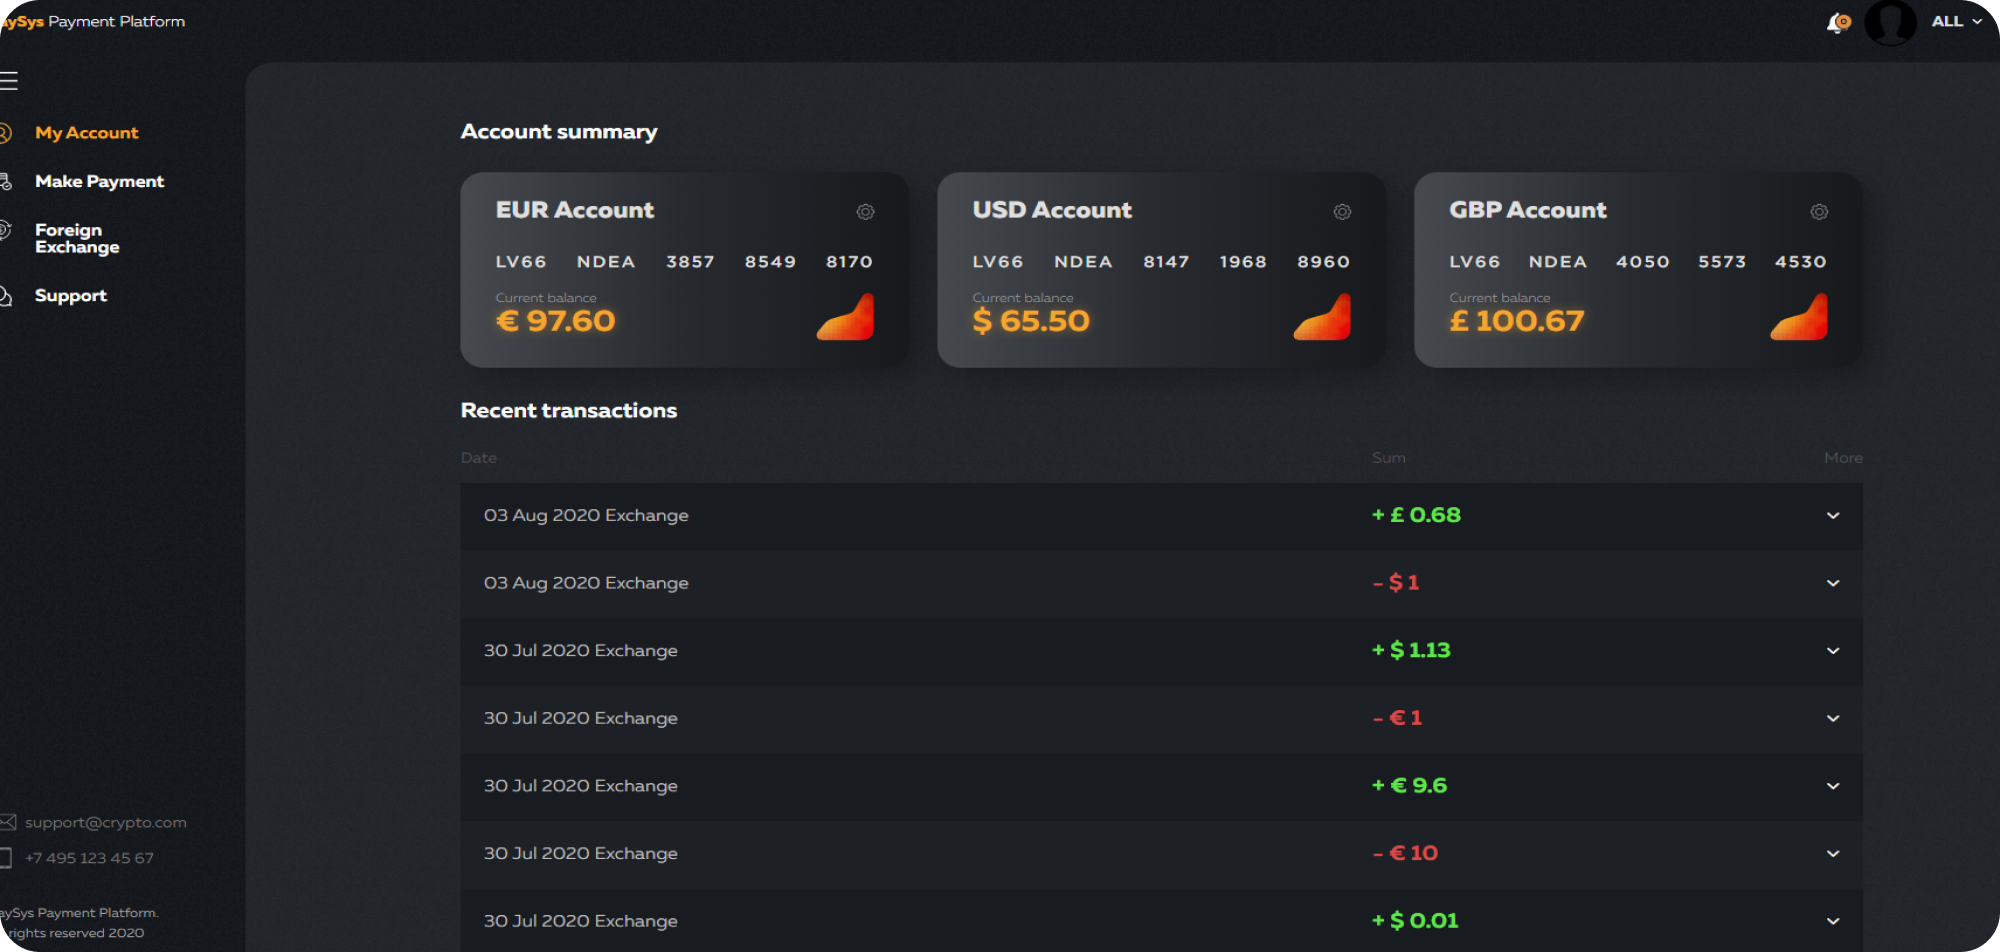 aySys Payment Platform
ALL
My Account
Make Payment
Foreign
Exchange
Support
Account summary
EUR Account
LV66 NDEA 3857 8549 8170
Current balance
€ 97.60
USD Account
LV66 NDEA 8147 1968 8960
Current balance
$ 65.50
GBP Account
LV66 NDEA 4050 5573 4530
Current balance
£ 100.67
Recent transactions
Date Sum More
03 Aug 2020 Exchange + £ 0.68
03 Aug 2020 Exchange - $ 1
30 Jul 2020 Exchange + $ 1.13
30 Jul 2020 Exchange - € 1
30 Jul 2020 Exchange + € 9.6
30 Jul 2020 Exchange - € 10
30 Jul 2020 Exchange + $ 0.01
support@crypto.com
+7 495 123 45 67
aySys Payment Platform.
rights reserved 2020